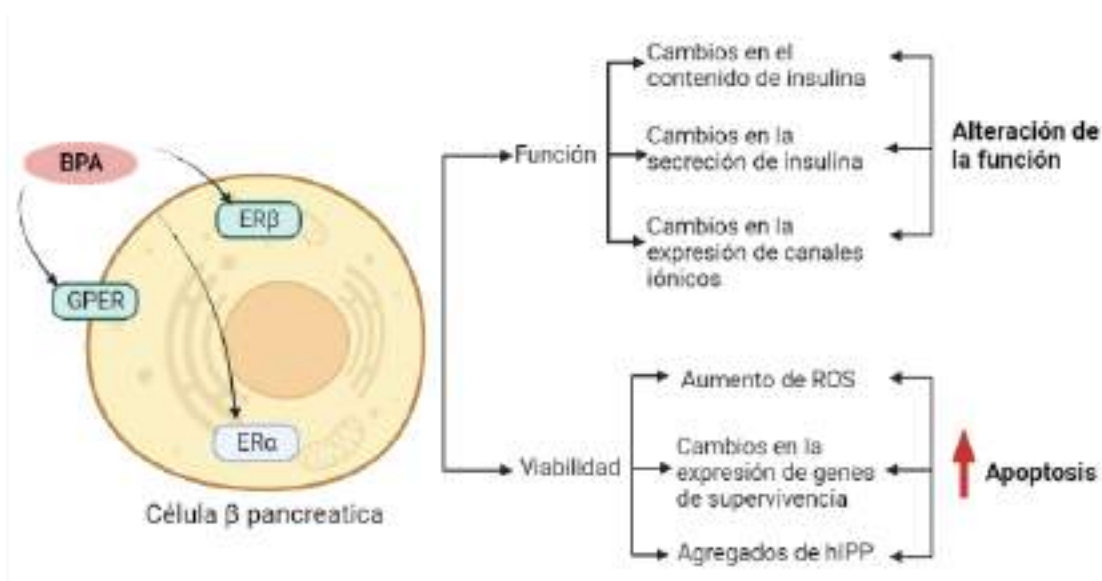 BPA
ERβ
GPER
ERα
Célula β pancreatica
Función
Cambios en el
contenido de insulina
Cambios en la
secreción de insulina
Cambios en la
expresión de canales
iónicos
Alteración de
la función
Viabilidad
Aumento de ROS
Cambios en la
expresión de genes
de supervivencia
Agregados de hIPP
Apoptosis